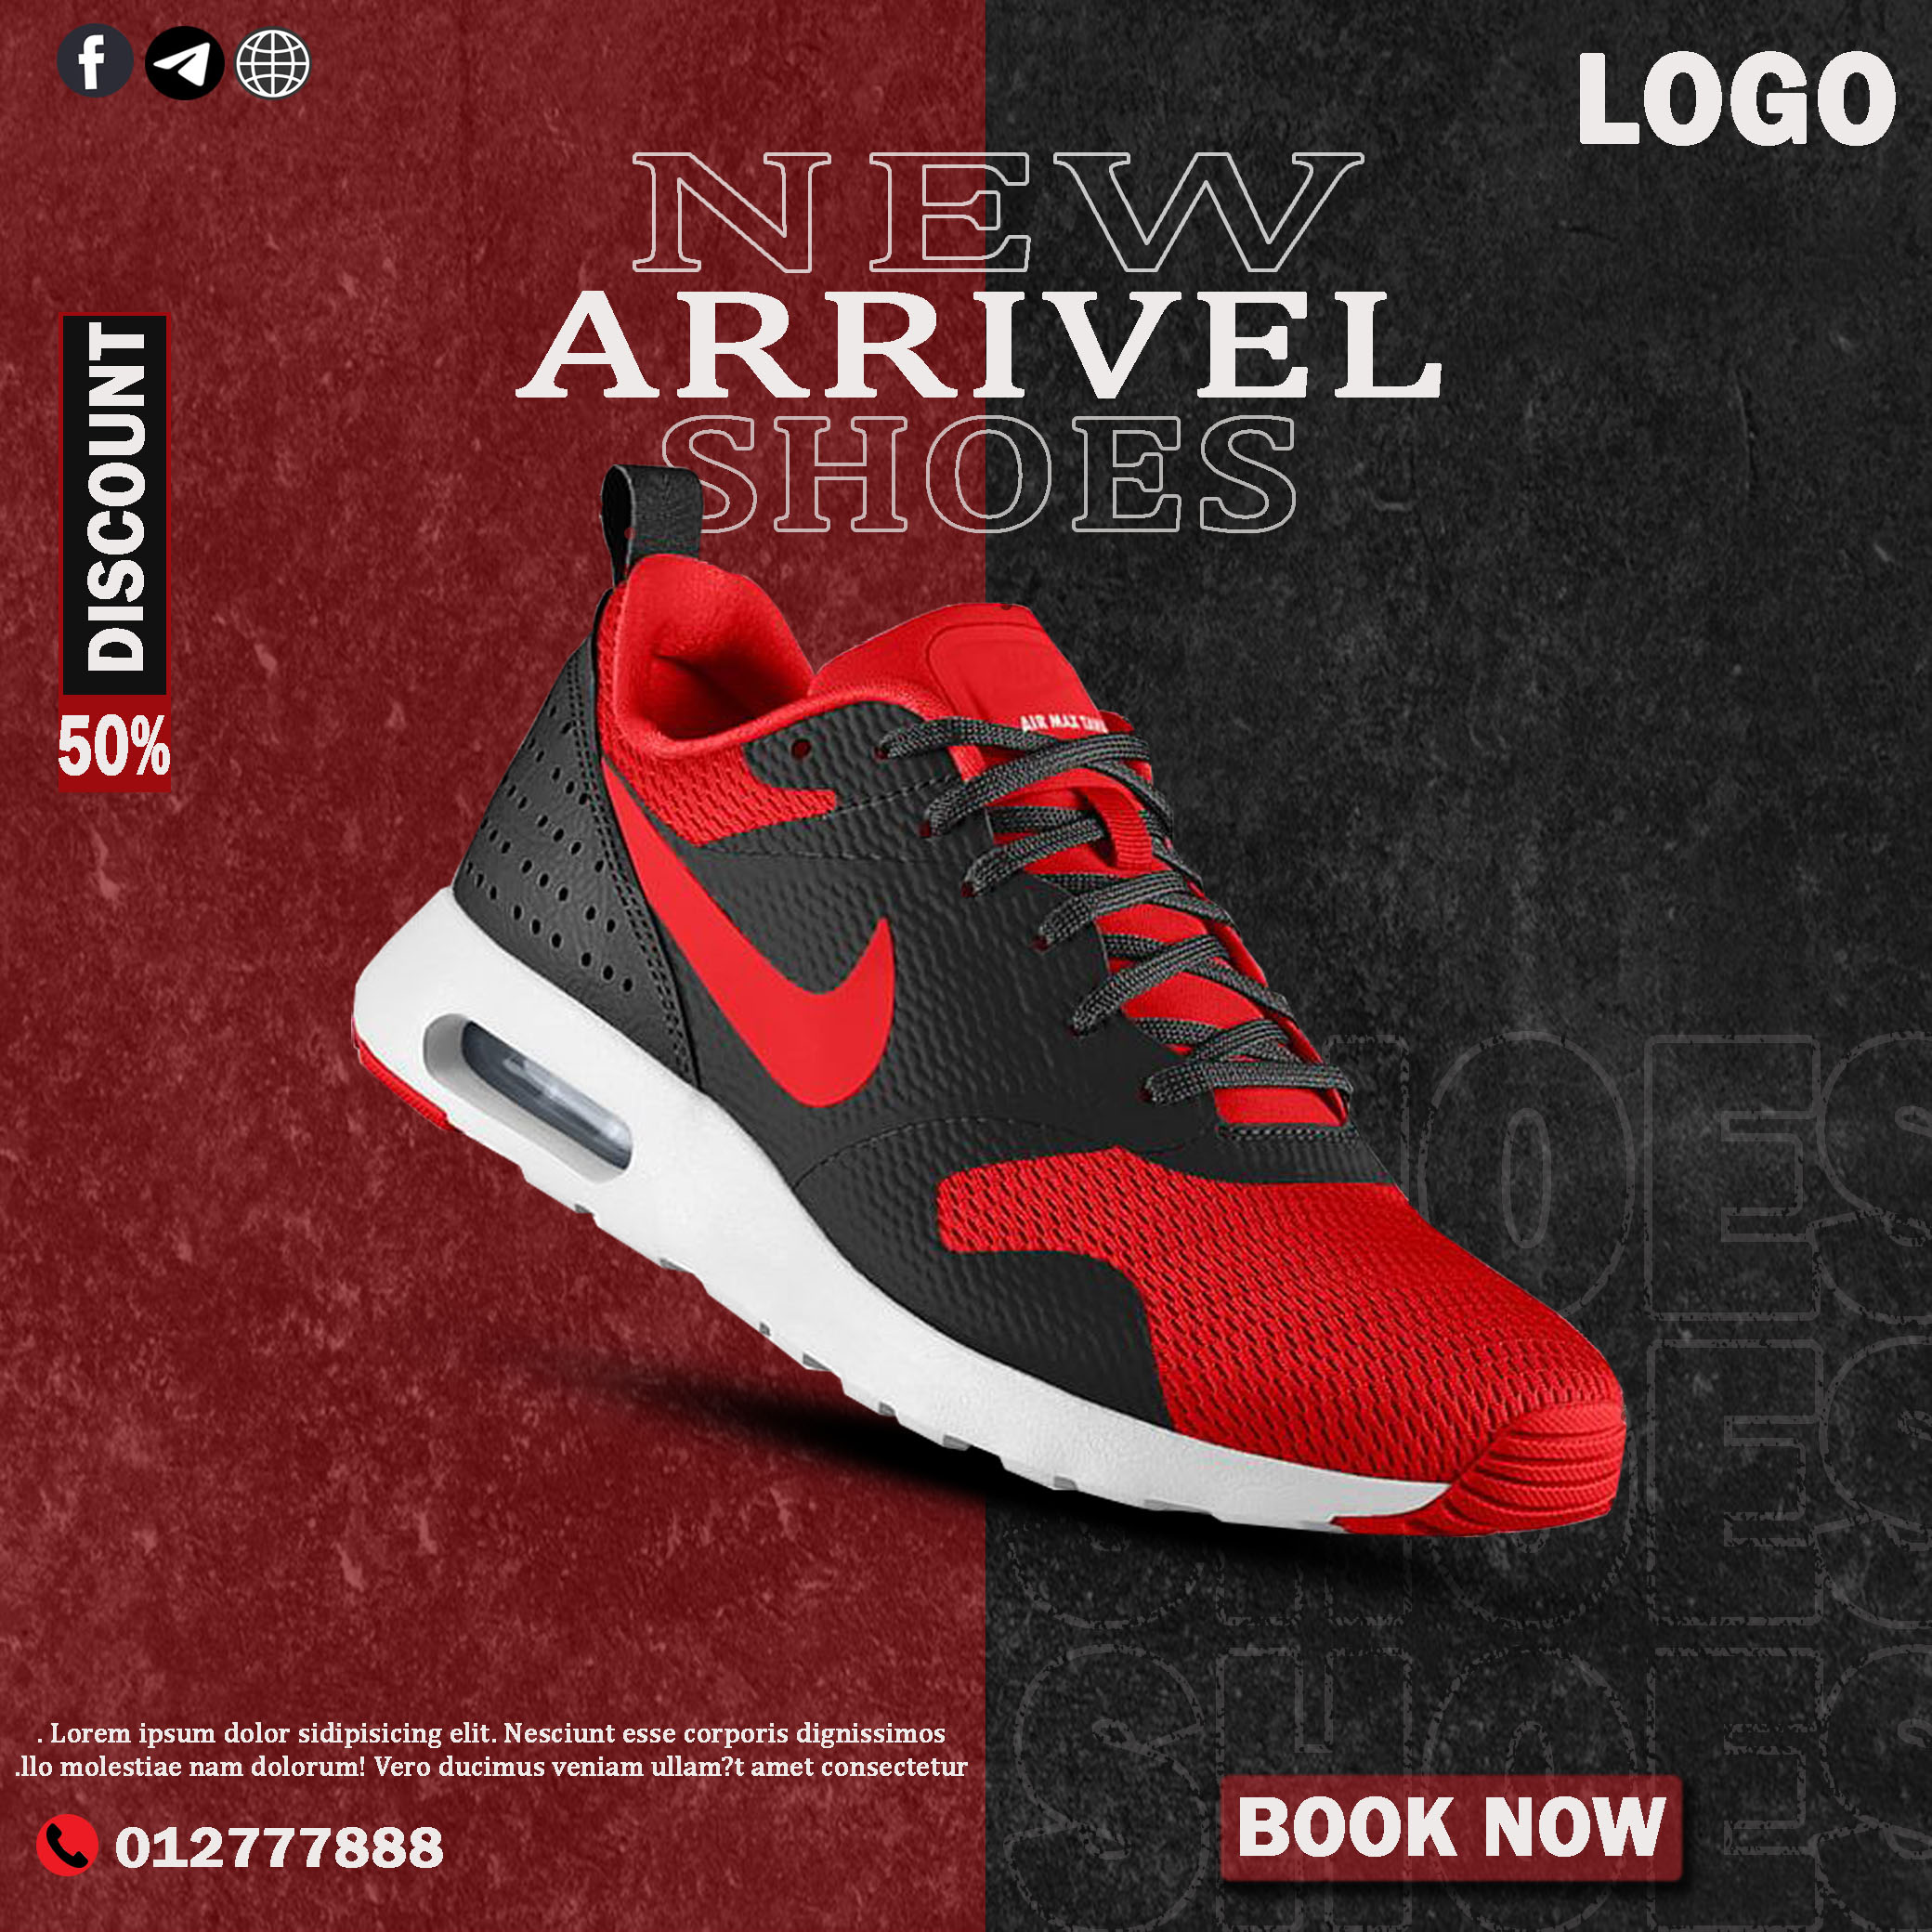 LOGO
NEW
ARRIVEL
SHOES
DISCOUNT
50%
AIR MAX
SHOES
. Lorem ipsum dolor sidipisicing elit. Nesciunt esse corporis dignissimos
.llo molestiae nam dolorum! Vero ducimus veniam ullam?t amet consectetur
012777888
BOOK NOW